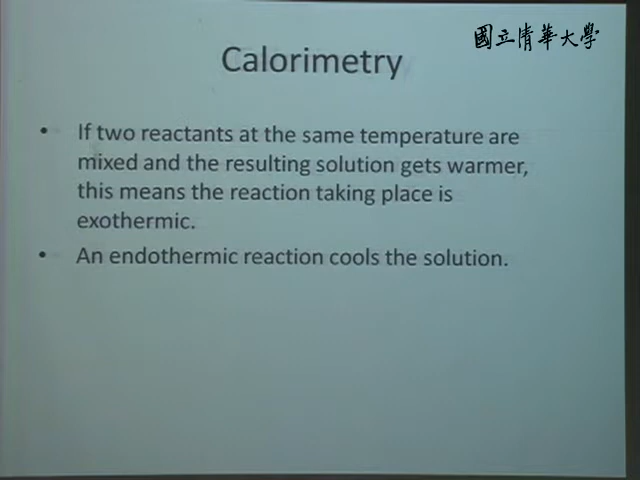 國立清華大學
Calorimetry
• If two reactants at the same temperature are
mixed and the resulting solution gets warmer,
this means the reaction taking place is
exothermic.
• An endothermic reaction cools the solution.